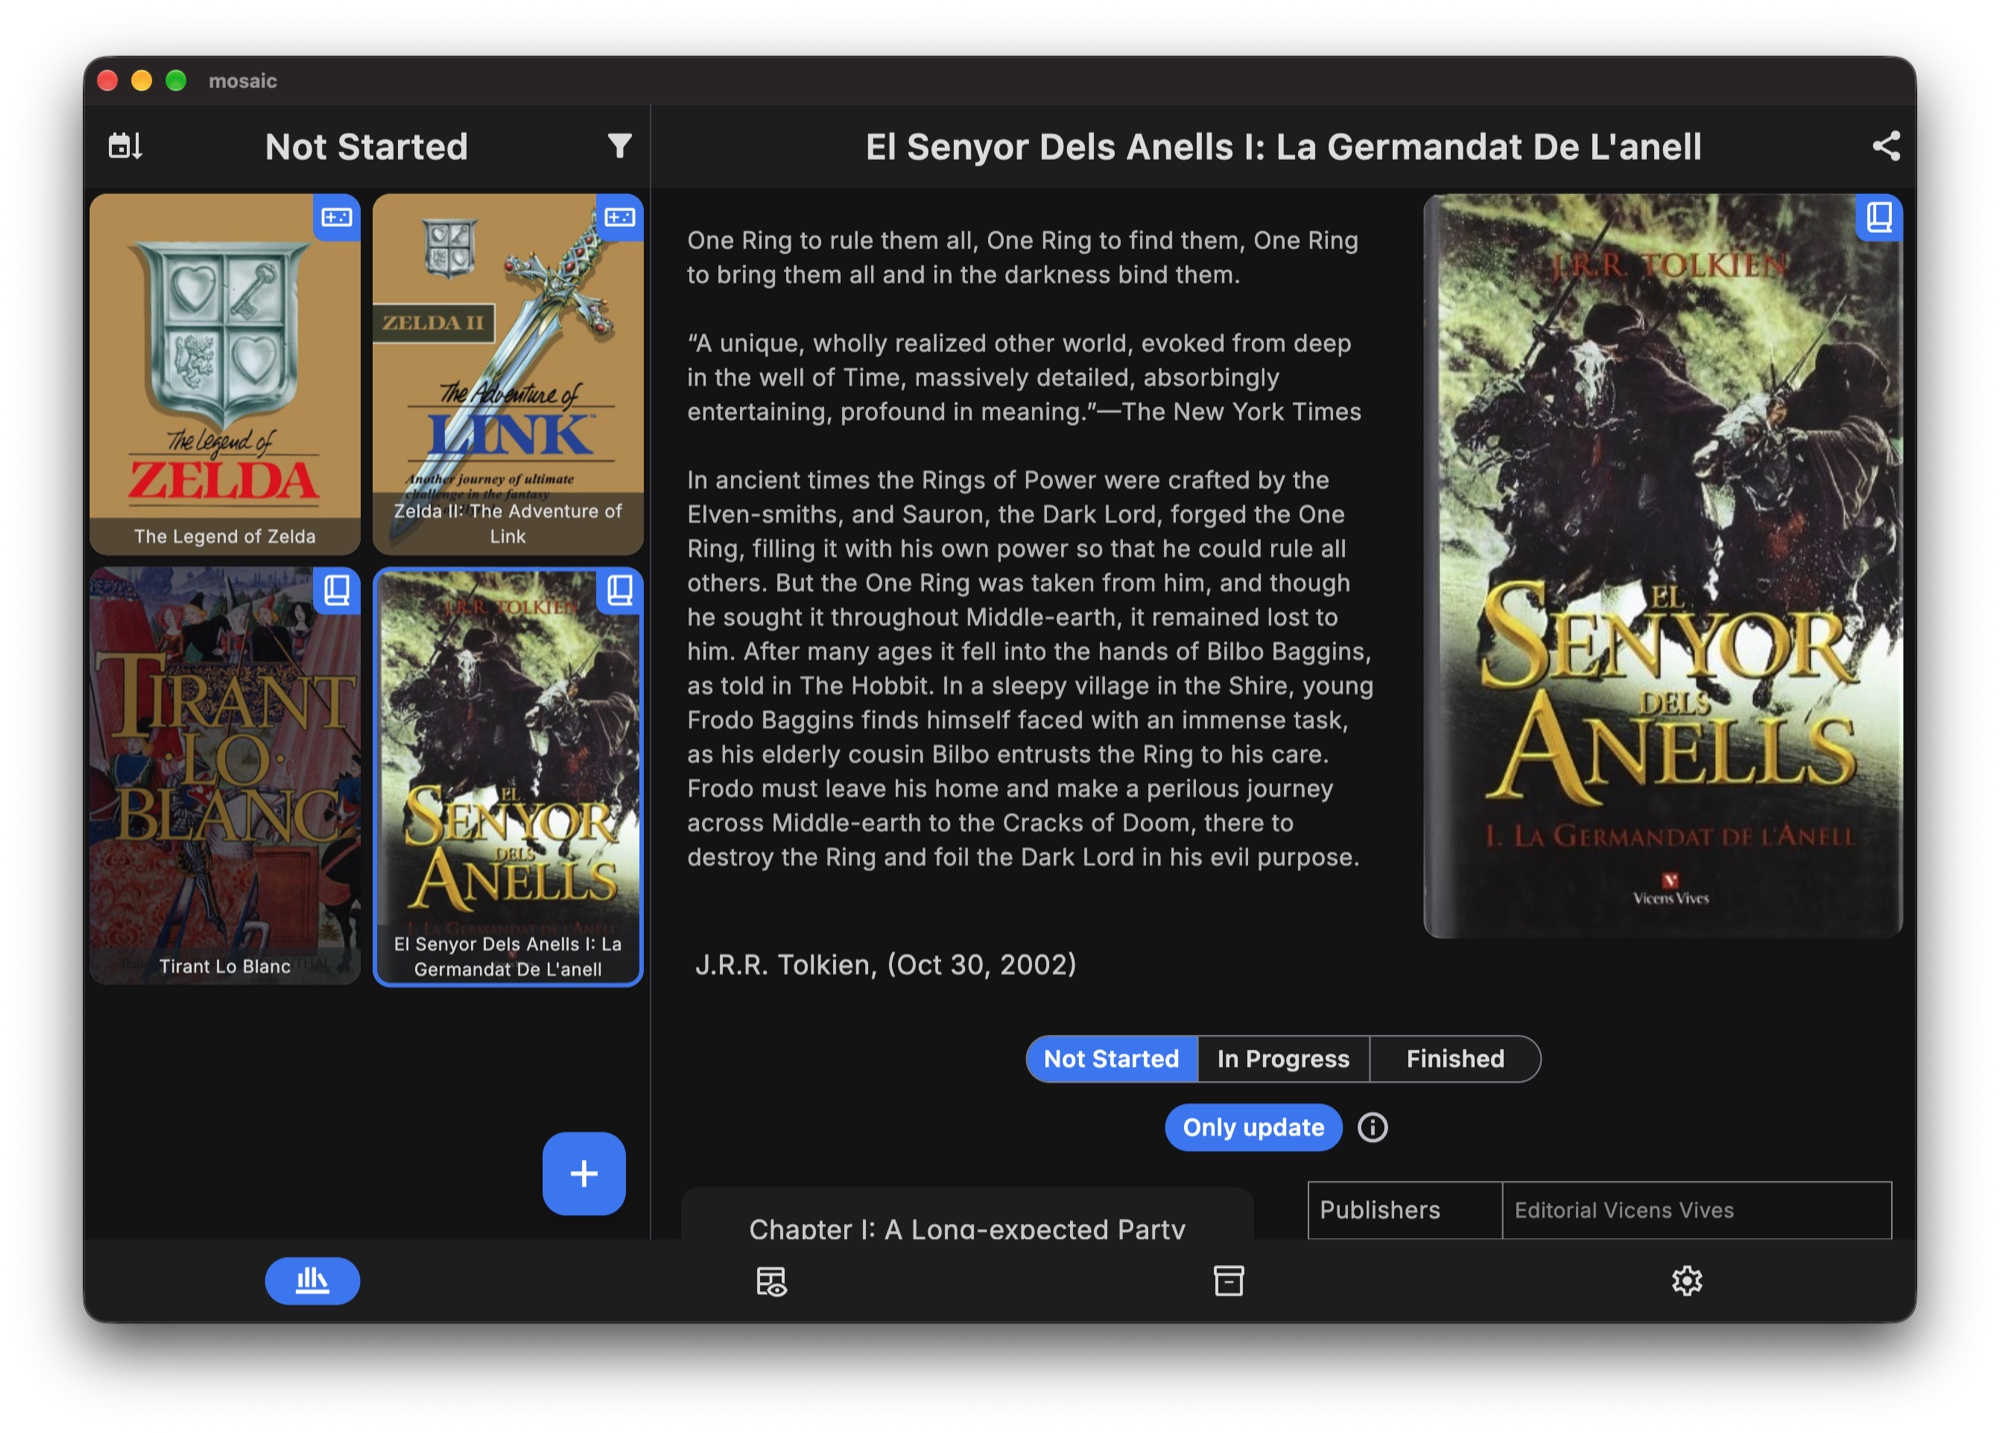 mosaic
Not Started
El Senyor Dels Anells I: La Germandat De L'anell
The Legend of
ZELDA
The Legend of Zelda
ZELDA II
The Adventure of
LINK
Another journey of ultimate
challenge in the fantasy
Zelda II: The Adventure of
Link
TIRANT
·LO·
BLANC
Tirant Lo Blanc
J.R.R. TOLKIEN
EL
SENYOR
DELS
ANELLS
I. LA GERMANDAT DE L'ANELL
El Senyor Dels Anells I: La
Germandat De L'anell
One Ring to rule them all, One Ring to find them, One Ring
to bring them all and in the darkness bind them.
“A unique, wholly realized other world, evoked from deep
in the well of Time, massively detailed, absorbingly
entertaining, profound in meaning.”—The New York Times
In ancient times the Rings of Power were crafted by the
Elven-smiths, and Sauron, the Dark Lord, forged the One
Ring, filling it with his own power so that he could rule all
others. But the One Ring was taken from him, and though
he sought it throughout Middle-earth, it remained lost to
him. After many ages it fell into the hands of Bilbo Baggins,
as told in The Hobbit. In a sleepy village in the Shire, young
Frodo Baggins finds himself faced with an immense task,
as his elderly cousin Bilbo entrusts the Ring to his care.
Frodo must leave his home and make a perilous journey
across Middle-earth to the Cracks of Doom, there to
destroy the Ring and foil the Dark Lord in his evil purpose.
J.R.R. Tolkien, (Oct 30, 2002)
J.R.R. TOLKIEN
EL
SENYOR
DELS
ANELLS
I. LA GERMANDAT DE L'ANELL
V
Vicens Vives
Not Started
In Progress
Finished
Only update
Chapter I: A Long-expected Party
Publishers
Editorial Vicens Vives